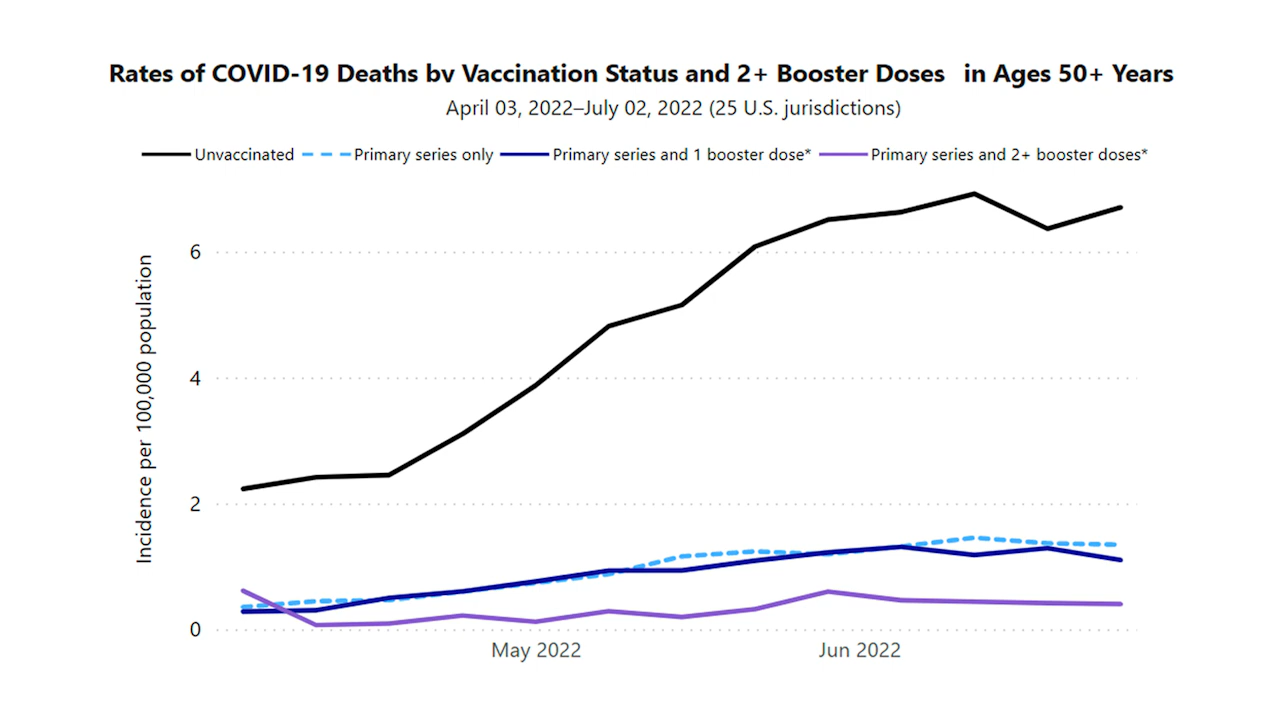 Rates of COVID-19 Deaths by Vaccination Status and 2+ Booster Doses in Ages 50+ Years
April 03, 2022–July 02, 2022 (25 U.S. jurisdictions)
Unvaccinated Primary series only Primary series and 1 booster dose* Primary series and 2+ booster doses*
Incidence per 100,000 population
6
4
2
0
May 2022 Jun 2022